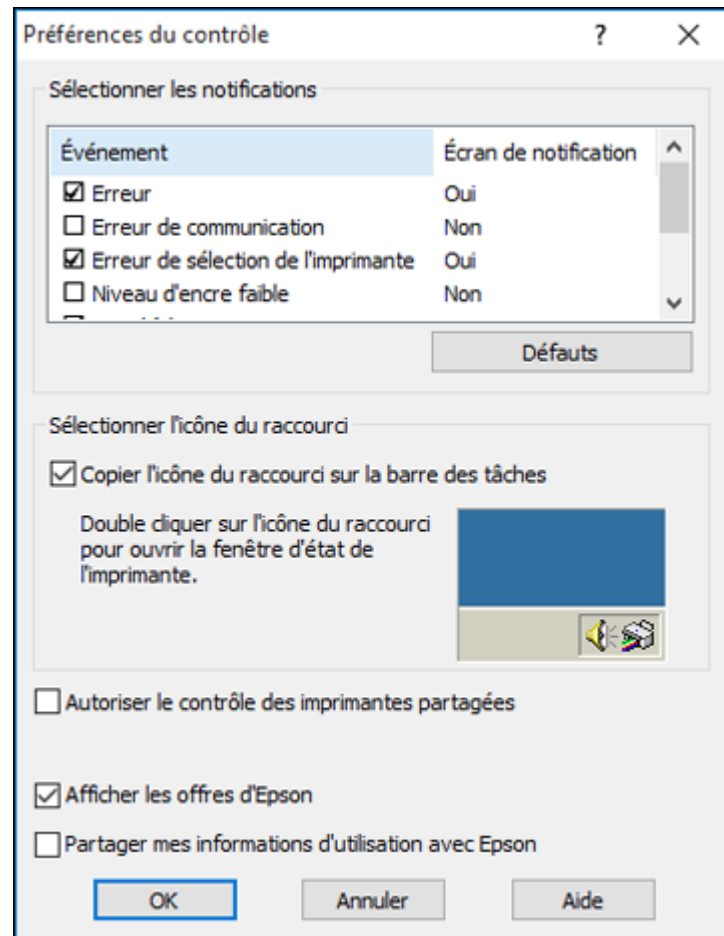 Préférences du contrôle ?
Sélectionner les notifications
Événement Écran de notification
Erreur Oui
Erreur de communication Non
Erreur de sélection de l'imprimante Oui
Niveau d'encre faible Non
Défauts
Sélectionner l'icône du raccourci
Copier l'icône du raccourci sur la barre des tâches
Double cliquer sur l'icône du raccourci
pour ouvrir la fenêtre d'état de
l'imprimante.
Autoriser le contrôle des imprimantes partagées
Afficher les offres d'Epson
Partager mes informations d'utilisation avec Epson
OK Annuler Aide